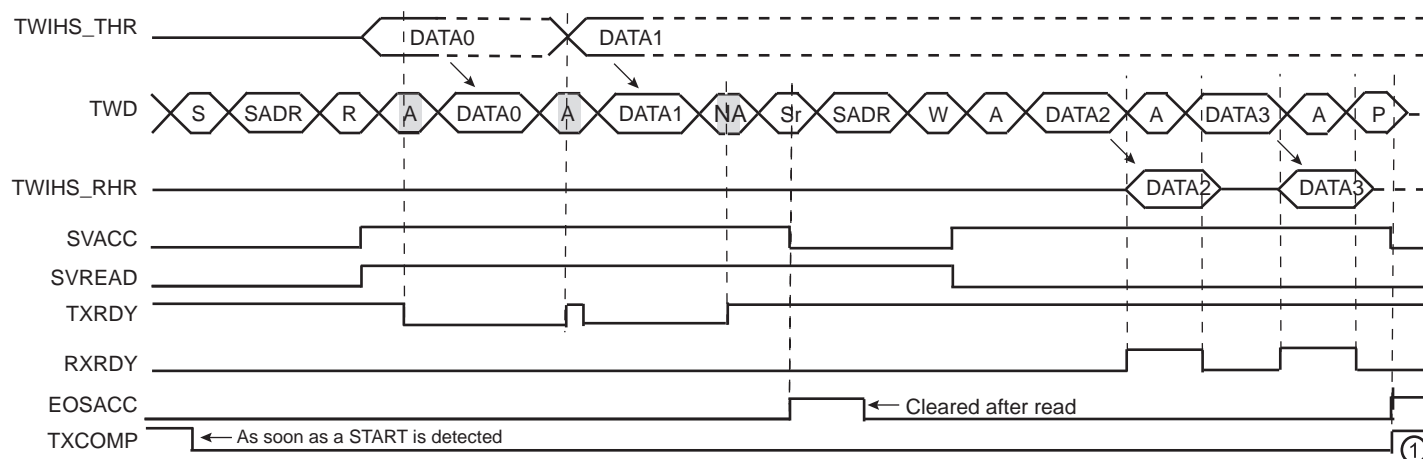 TWIHS_THR DATA0 DATA1
TWD S SADR R A DATA0 A DATA1 NA Sr SADR W A DATA2 A DATA3 A P
TWIHS_RHR DATA2 DATA3
SVACC
SVREAD
TXRDY
RXRDY
EOSACC Cleared after read
TXCOMP As soon as a START is detected 1